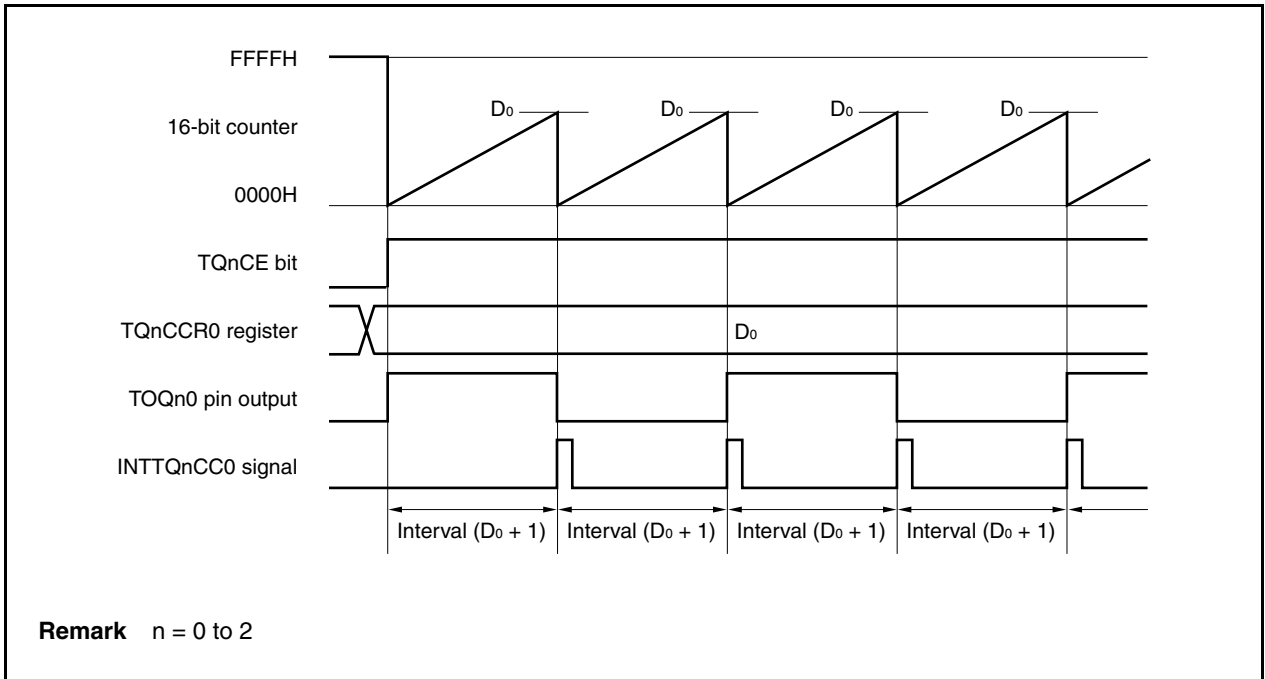 FFFFH
D0 D0 D0 D0
16-bit counter
0000H
TQnCE bit
TQnCCR0 register
D0
TOQn0 pin output
INTTQnCC0 signal
Interval (D0 + 1) Interval (D0 + 1) Interval (D0 + 1) Interval (D0 + 1)
Remark n = 0 to 2